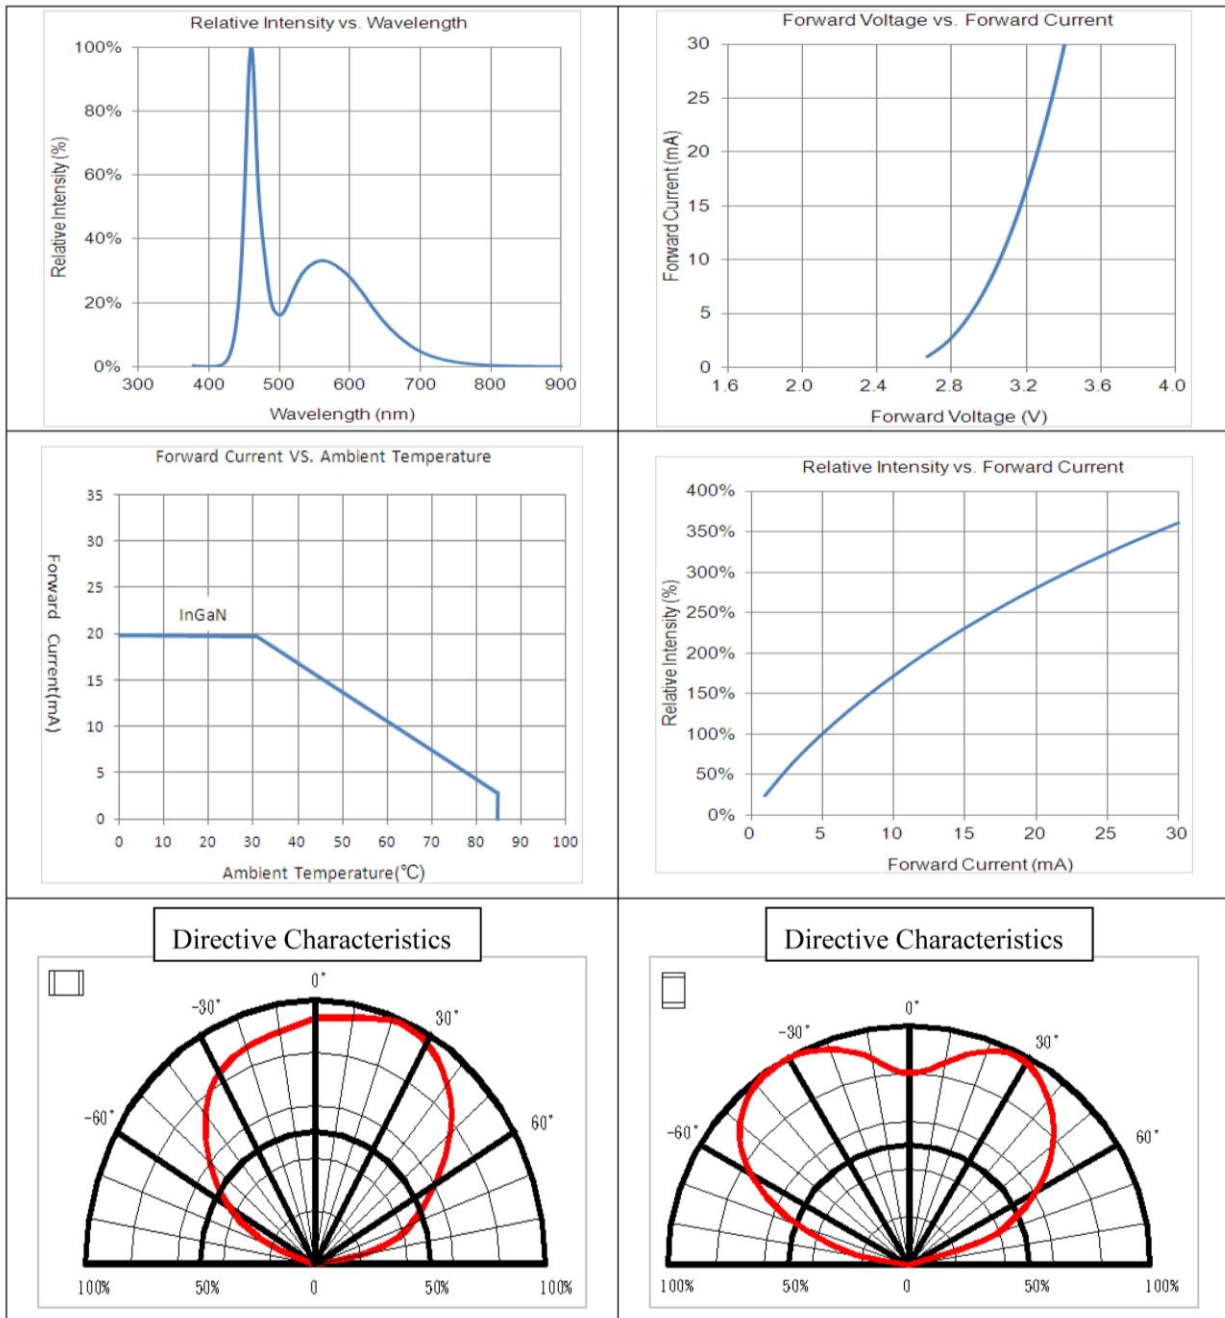 Relative Intensity vs. Wavelength
100%
80%
60%
40%
20%
0%
Relative Intensity (%)
300 400 500 600 700 800 900
Wavelength (nm)
Forward Voltage vs. Forward Current
30
25
20
15
10
5
0
Forward Current (mA)
1.6 2.0 2.4 2.8 3.2 3.6 4.0
Forward Voltage (V)
Forward Current VS. Ambient Temperature
35
30
25
20
15
10
5
0
Forward Current(mA)
InGaN
0 10 20 30 40 50 60 70 80 90 100
Ambient Temperature(℃)
Relative Intensity vs. Forward Current
400%
350%
300%
250%
200%
150%
100%
50%
0%
Relative Intensity (%)
0 5 10 15 20 25 30
Forward Current (mA)
Directive Characteristics
0°
-30° 30°
-60° 60°
100% 50% 0 50% 100%
Directive Characteristics
0°
-30° 30°
-60° 60°
100% 50% 0 50% 100%